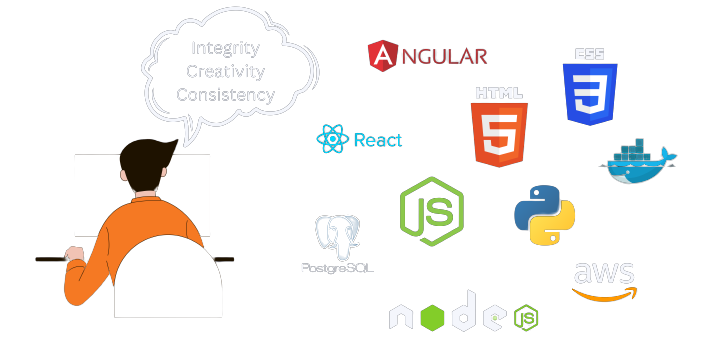 Integrity
Creativity
Consistency
ANGULAR
CSS
3
HTML
5
React
JS
PostgreSQL
aws
node
JS